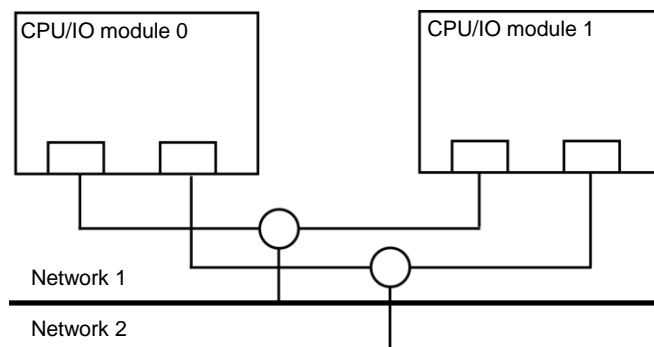 CPU/IO module 0
CPU/IO module 1
Network 1
Network 2